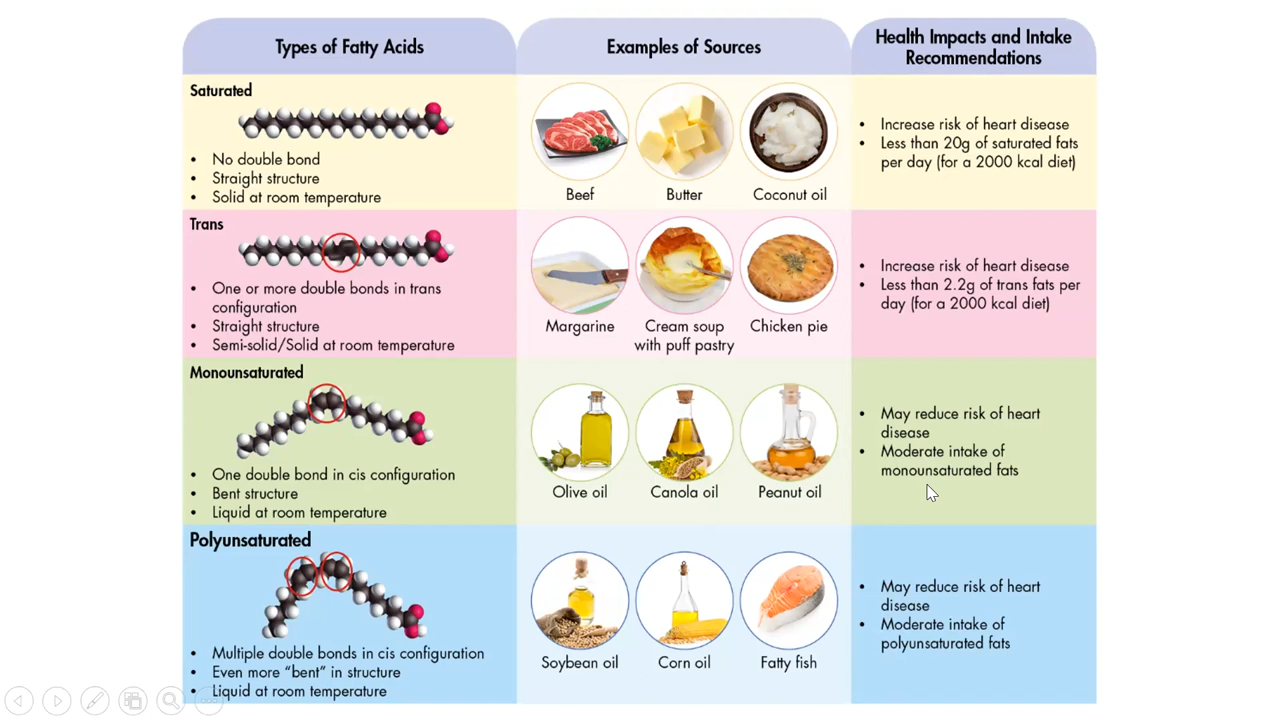 Types of Fatty Acids
Examples of Sources
Health Impacts and Intake
Recommendations
Saturated
• No double bond
• Straight structure
• Solid at room temperature
Beef
Butter
Coconut oil
• Increase risk of heart disease
• Less than 20g of saturated fats
per day (for a 2000 kcal diet)
Trans
• One or more double bonds in trans
configuration
• Straight structure
• Semi-solid/Solid at room temperature
Margarine
Cream soup
with puff pastry
Chicken pie
• Increase risk of heart disease
• Less than 2.2g of trans fats per
day (for a 2000 kcal diet)
Monounsaturated
• One double bond in cis configuration
• Bent structure
• Liquid at room temperature
Olive oil
Canola oil
Peanut oil
• May reduce risk of heart
disease
• Moderate intake of
monounsaturated fats
Polyunsaturated
• Multiple double bonds in cis configuration
• Even more “bent” in structure
• Liquid at room temperature
Soybean oil
Corn oil
Fatty fish
• May reduce risk of heart
disease
• Moderate intake of
polyunsaturated fats